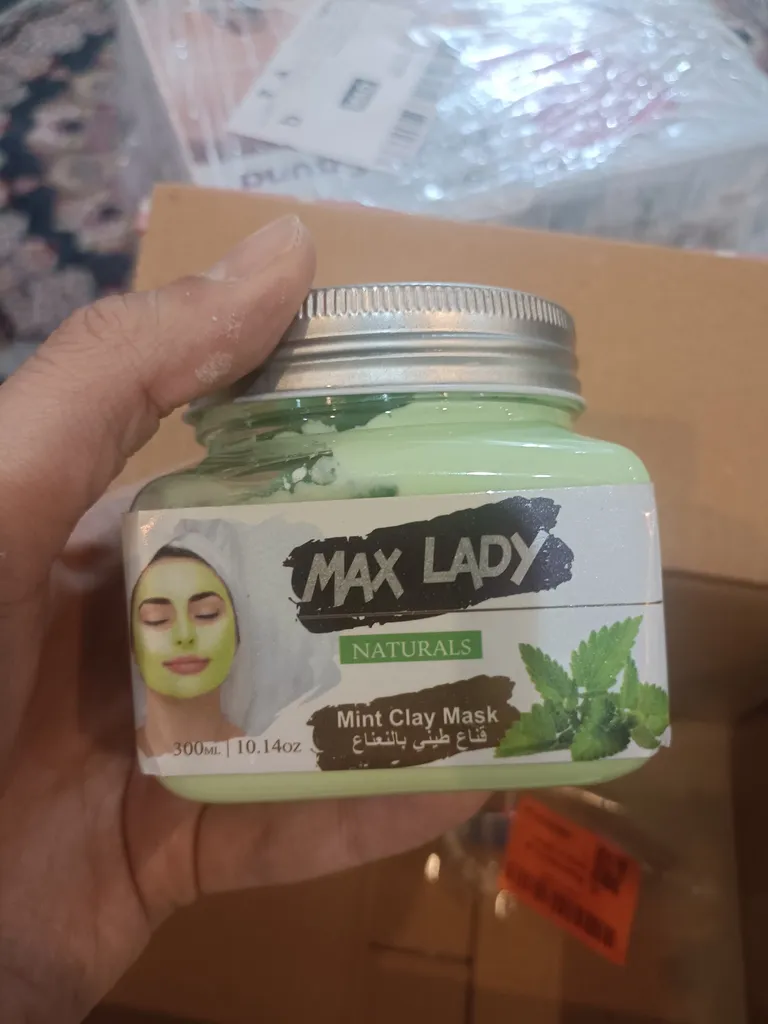 MAX LADY
NATURALS
Mint Clay Mask
قناع طيني بالنعناع
300ML | 10.14OZ